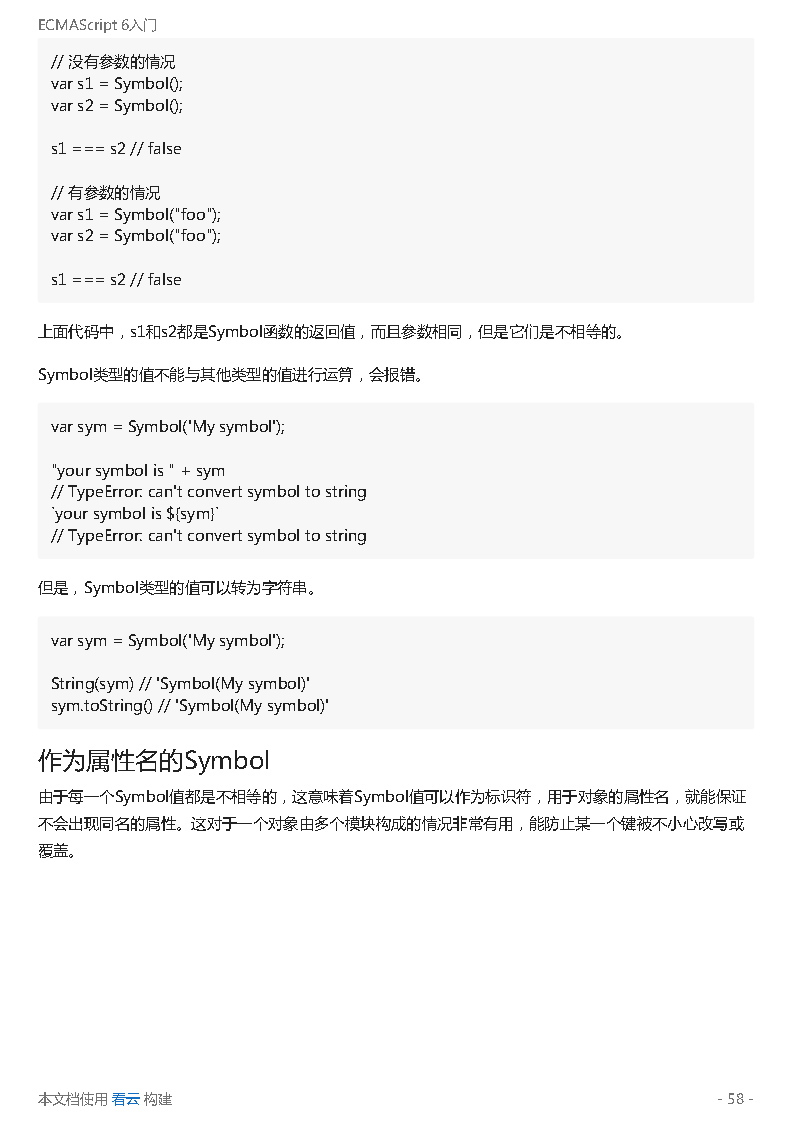 ECMAScript 6入门
// 没有参数的情况
var s1 = Symbol();
var s2 = Symbol();
s1 === s2 // false
// 有参数的情况
var s1 = Symbol("foo");
var s2 = Symbol("foo");
s1 === s2 // false
上面代码中，s1和s2都是Symbol函数的返回值，而且参数相同，但是它们是不相等的。
Symbol类型的值不能与其他类型的值进行运算，会报错。
var sym = Symbol('My symbol');
"your symbol is " + sym
// TypeError: can't convert symbol to string
`your symbol is ${sym}`
// TypeError: can't convert symbol to string
但是，Symbol类型的值可以转为字符串。
var sym = Symbol('My symbol');
String(sym) // 'Symbol(My symbol)'
sym.toString() // 'Symbol(My symbol)'
作为属性名的Symbol
由于每一个Symbol值都是不相等的，这意味着Symbol值可以作为标识符，用于对象的属性名，就能保证
不会出现同名的属性。这对于一个对象由多个模块构成的情况非常有用，能防止某一个键被不小心改写或
覆盖。
本文档使用 看云 构建
- 58 -